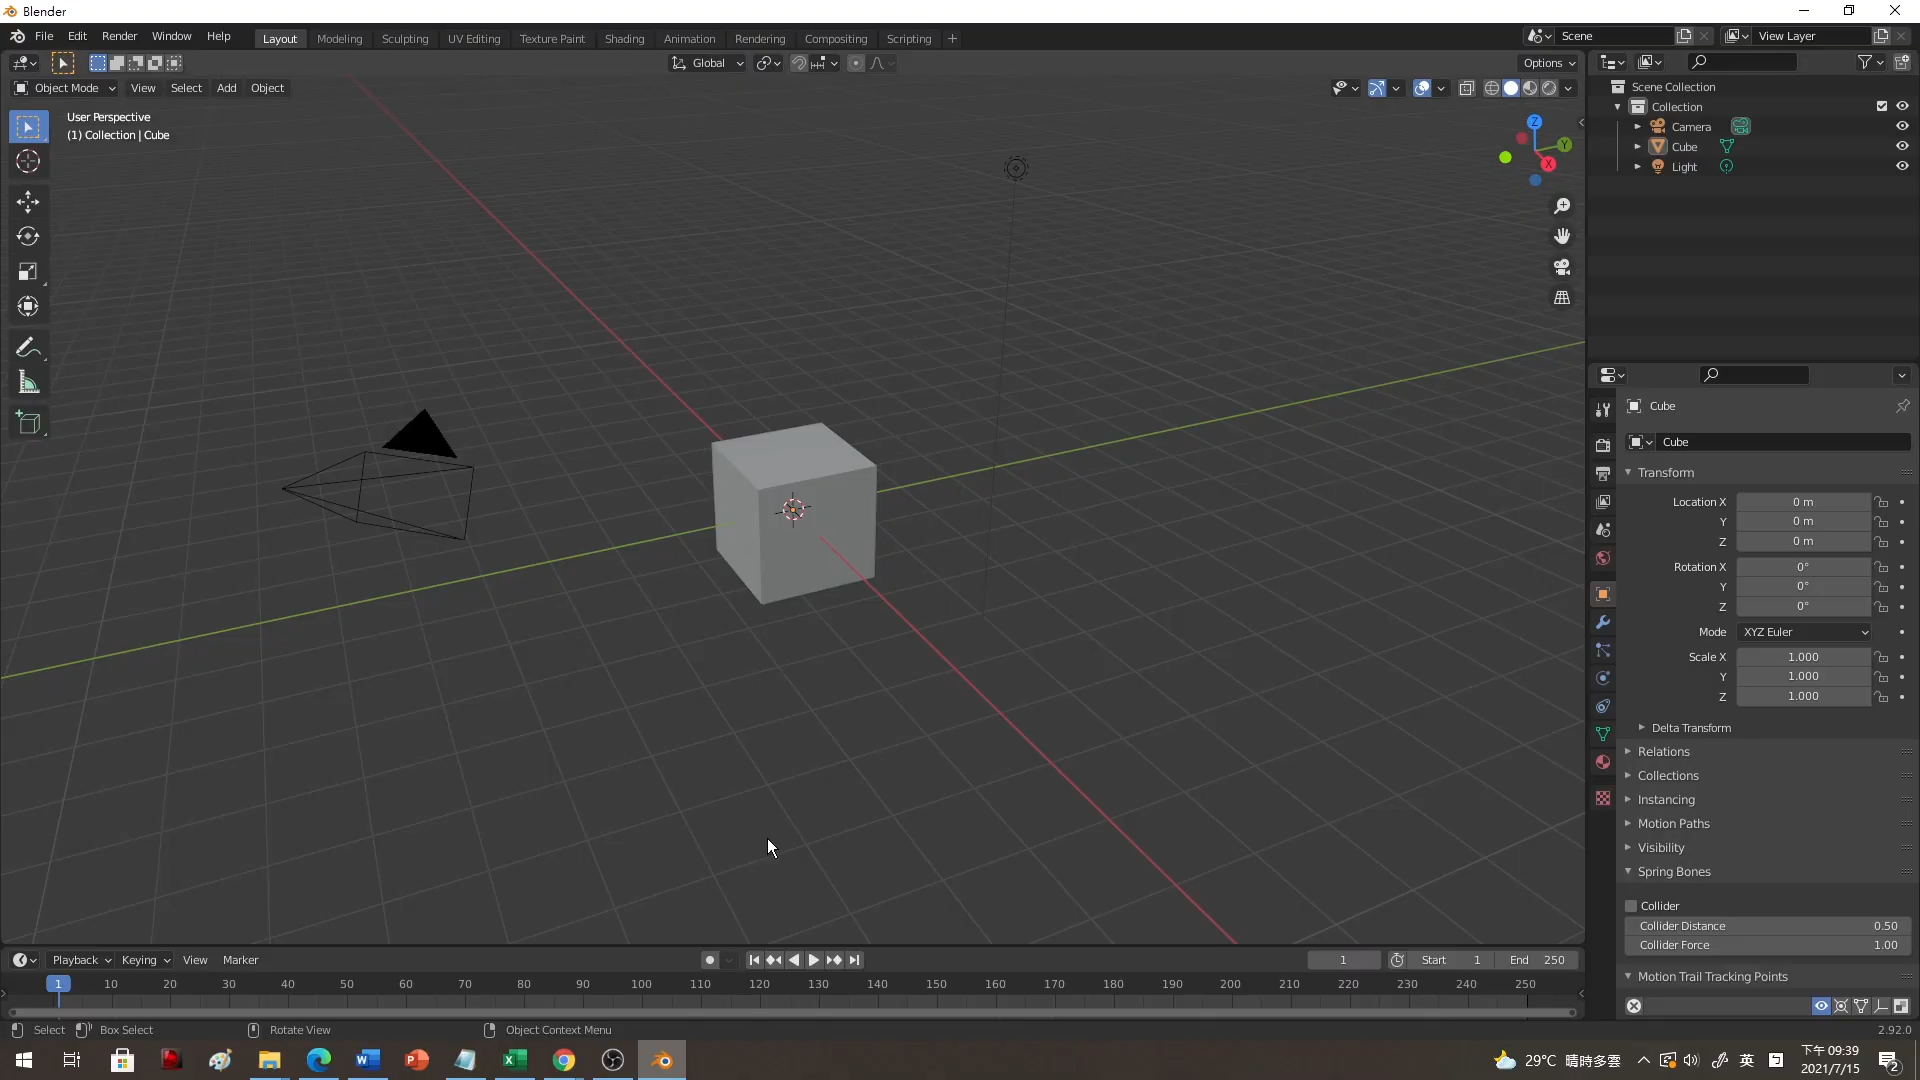 Blender
File Edit Render Window Help
Layout Modeling Sculpting UV Editing Texture Paint Shading Animation Rendering Compositing Scripting +
Scene
View Layer
Global
Options
Object Mode View Select Add Object
User Perspective
(1) Collection | Cube
Z
Y
X
Scene Collection
Collection
Camera
Cube
Light
Cube
Cube
Transform
Location X 0 m
Y 0 m
Z 0 m
Rotation X 0°
Y 0°
Z 0°
Mode XYZ Euler
Scale X 1.000
Y 1.000
Z 1.000
Delta Transform
Relations
Collections
Instancing
Motion Paths
Visibility
Spring Bones
Collider
Collider Distance 0.50
Collider Force 1.00
Motion Trail Tracking Points
Playback Keying View Marker
1 Start 1 End 250
1 10 20 30 40 50 60 70 80 90 100 110 120 130 140 150 160 170 180 190 200 210 220 230 240 250
Select Box Select Rotate View Object Context Menu 2.92.0
29°C 晴時多雲 英 下午 09:39
2021/7/15
2